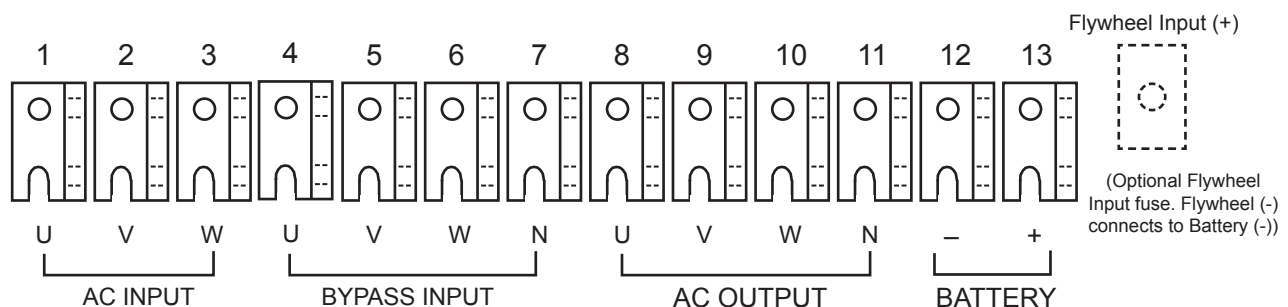 Flywheel Input (+)
1 2 3 4 5 6 7 8 9 10 11 12 13
(Optional Flywheel
Input fuse. Flywheel (-)
connects to Battery (-))
U V W U V W N U V W N – +
AC INPUT BYPASS INPUT AC OUTPUT BATTERY